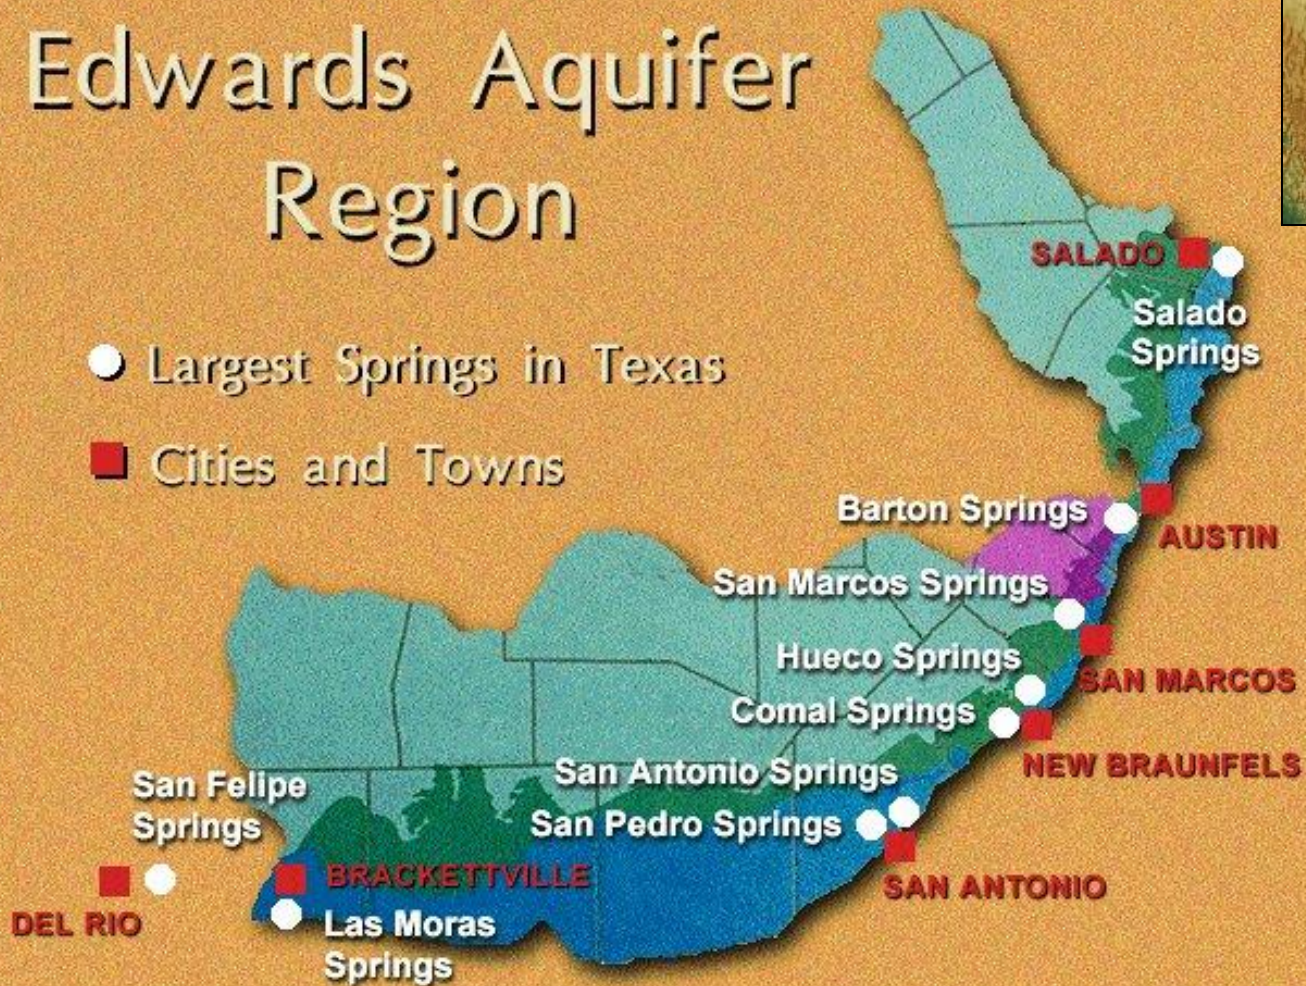 Edwards Aquifer
Region
Largest Springs in Texas
Cities and Towns
SALADO
Salado
Springs
Barton Springs
AUSTIN
San Marcos Springs
Hueco Springs
SAN MARCOS
Comal Springs
NEW BRAUNFELS
San Antonio Springs
San Felipe
Springs
San Pedro Springs
BRACKETTVILLE
SAN ANTONIO
DEL RIO
Las Moras
Springs